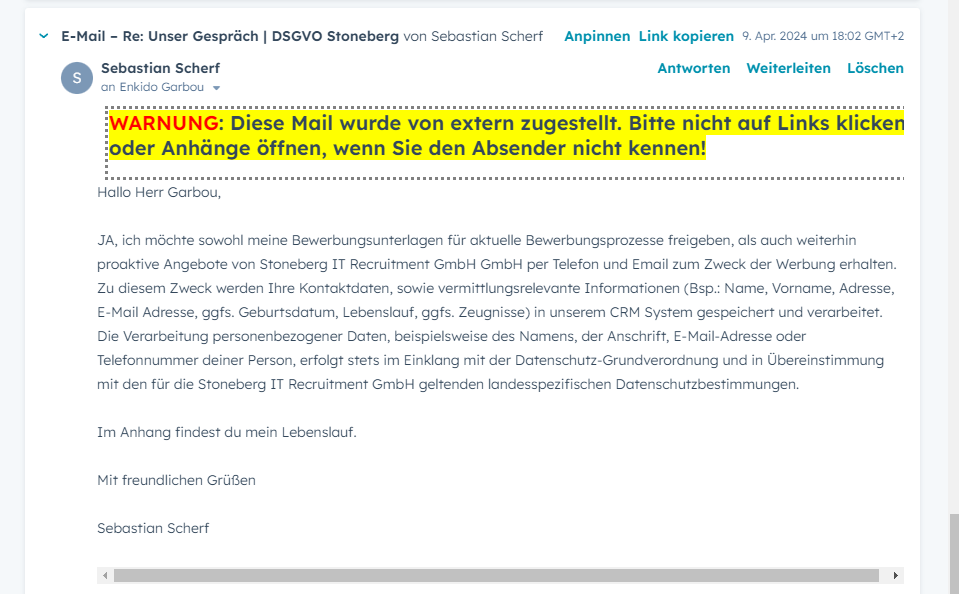 E-Mail – Re: Unser Gespräch | DSGVO Stoneberg von Sebastian Scherf Anpinnen Link kopieren 9. Apr. 2024 um 18:02 GMT+2
S
Sebastian Scherf Antworten Weiterleiten Löschen
an Enkido Garbou
WARNUNG: Diese Mail wurde von extern zugestellt. Bitte nicht auf Links klicken
oder Anhänge öffnen, wenn Sie den Absender nicht kennen!
Hallo Herr Garbou,
JA, ich möchte sowohl meine Bewerbungsunterlagen für aktuelle Bewerbungsprozesse freigeben, als auch weiterhin
proaktive Angebote von Stoneberg IT Recruitment GmbH GmbH per Telefon und Email zum Zweck der Werbung erhalten.
Zu diesem Zweck werden Ihre Kontaktdaten, sowie vermittlungsrelevante Informationen (Bsp.: Name, Vorname, Adresse,
E-Mail Adresse, ggfs. Geburtsdatum, Lebenslauf, ggfs. Zeugnisse) in unserem CRM System gespeichert und verarbeitet.
Die Verarbeitung personenbezogener Daten, beispielsweise des Namens, der Anschrift, E-Mail-Adresse oder
Telefonnummer deiner Person, erfolgt stets im Einklang mit der Datenschutz-Grundverordnung und in Übereinstimmung
mit den für die Stoneberg IT Recruitment GmbH geltenden landesspezifischen Datenschutzbestimmungen.
Im Anhang findest du mein Lebenslauf.
Mit freundlichen Grüßen
Sebastian Scherf